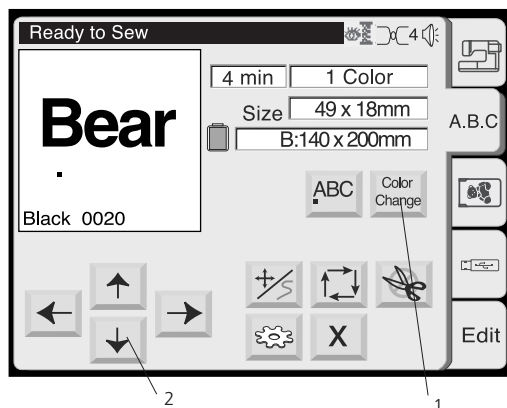 Ready to Sew
4
4 min
1 Color
Size
49 x 18mm
B:140 x 200mm
Bear
Black 0020
ABC
Color
Change
X
A.B.C
Edit
2
1